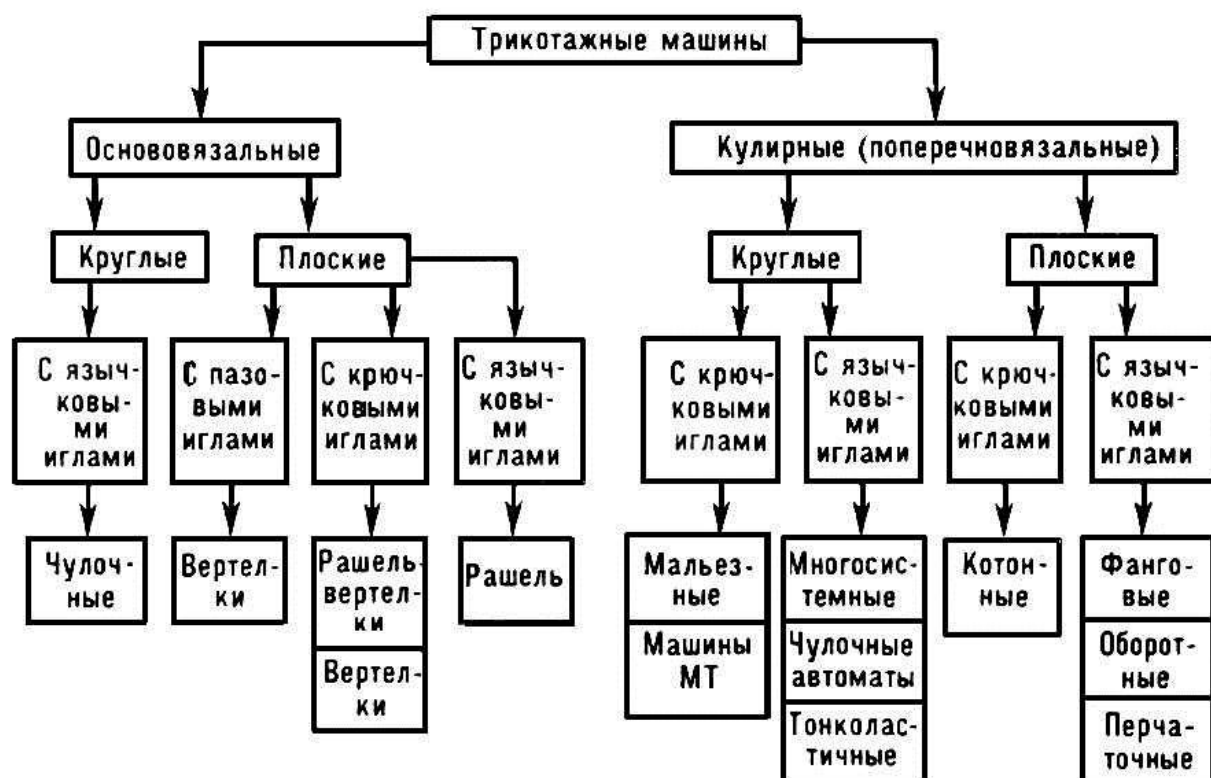 Трикотажные машины
Основовязальные
Кулирные (поперечновязальные)
Круглые
Плоские
Круглые
Плоские
С языч-
ковы-
ми
иглами
С пазо-
выми
иглами
С крюч-
ковыми
иглами
С языч-
ковы-
ми
иглами
С крюч-
ковыми
иглами
С языч-
ковы-
ми
иглами
С крюч-
ковыми
иглами
С языч-
ковы-
ми
иглами
Чулоч-
ные
Вертел-
ки
Рашель-
вертел-
ки
Вертел-
ки
Рашель
Мальез-
ные
Машины
МТ
Многосис-
темные
Чулочные
автоматы
Тонколас-
тичные
Котон-
ные
Фанго-
вые
Оборот-
ные
Перча-
точные